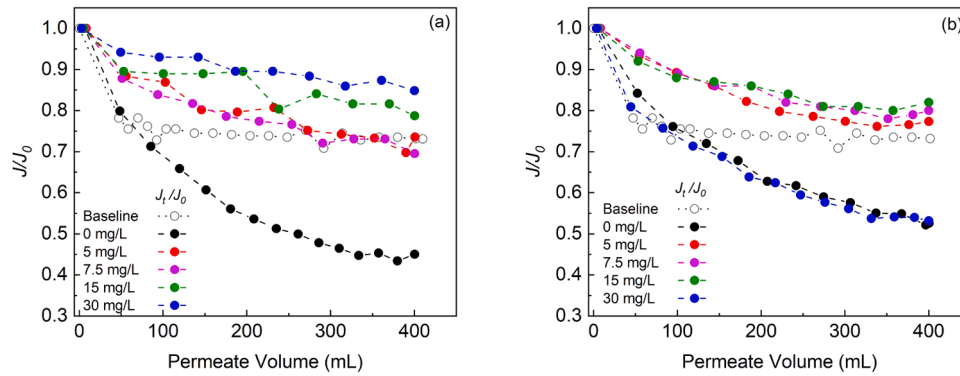 (a)
1.0
0.9
0.8
0.7
0.6
0.5
0.4
0.3
J/J0
Jt /J0
Baseline
0 mg/L
5 mg/L
7.5 mg/L
15 mg/L
30 mg/L
0 100 200 300 400
Permeate Volume (mL)
(b)
1.0
0.9
0.8
0.7
0.6
0.5
0.4
0.3
J/J0
Jt /J0
Baseline
0 mg/L
5 mg/L
7.5 mg/L
15 mg/L
30 mg/L
0 100 200 300 400
Permeate Volume (mL)